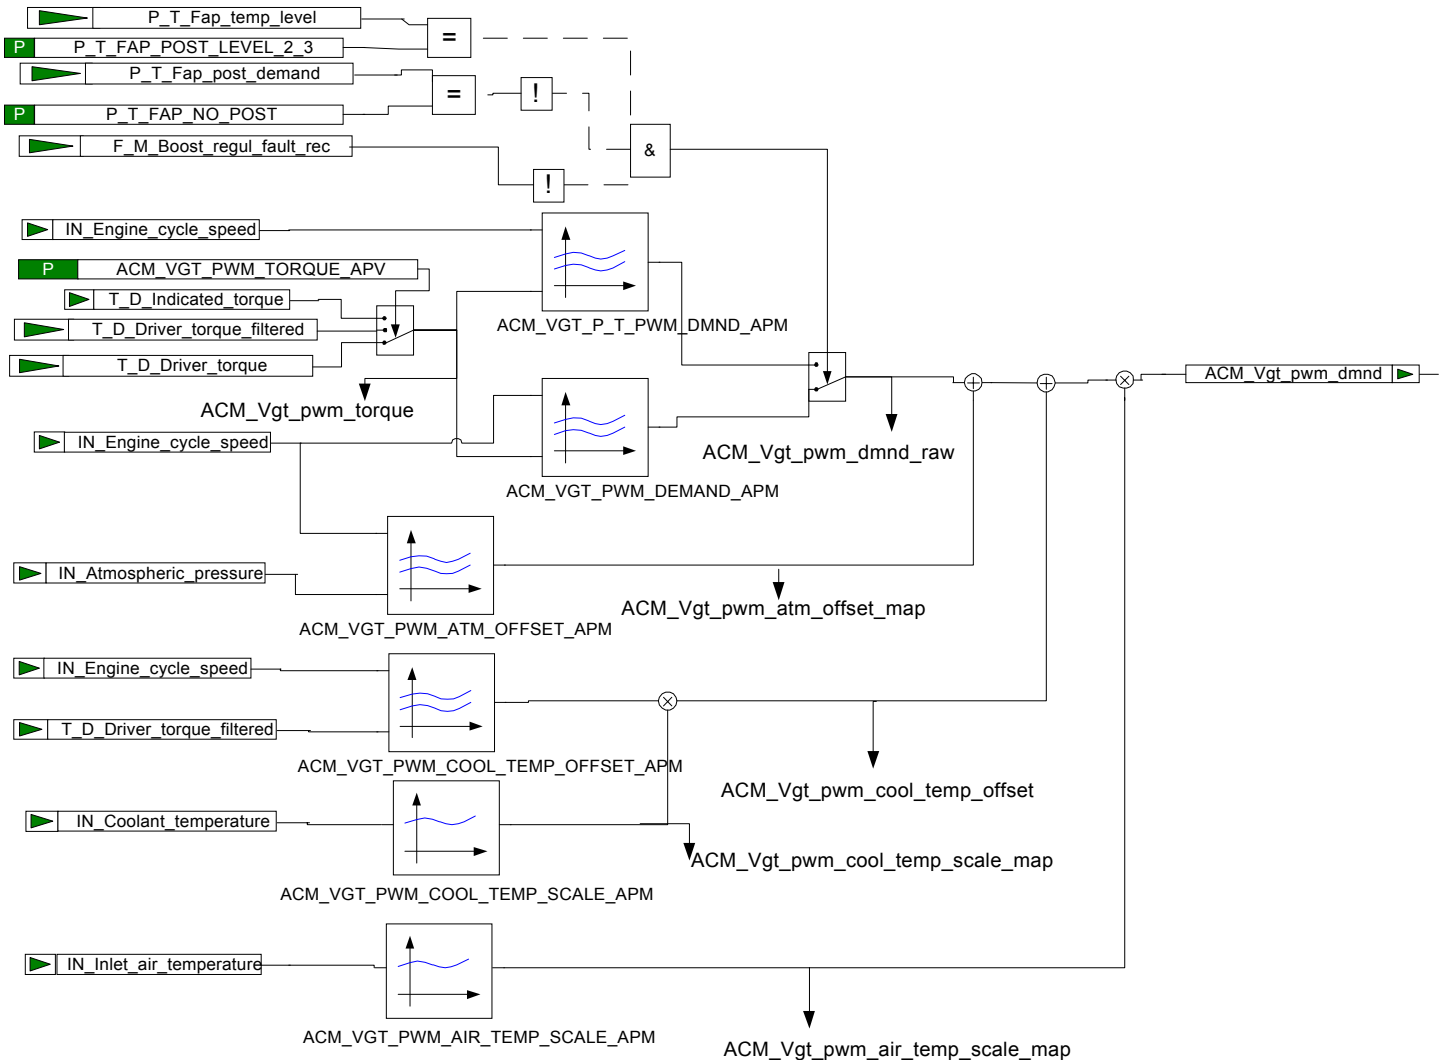 P_T_Fap_temp_level
=
P P_T_FAP_POST_LEVEL_2_3
P_T_Fap_post_demand
= !
P P_T_FAP_NO_POST
F_M_Boost_regul_fault_rec
&
!
IN_Engine_cycle_speed
P ACM_VGT_PWM_TORQUE_APV
T_D_Indicated_torque
T_D_Driver_torque_filtered
ACM_VGT_P_T_PWM_DMND_APM
T_D_Driver_torque
ACM_Vgt_pwm_dmnd
ACM_Vgt_pwm_torque
IN_Engine_cycle_speed
ACM_Vgt_pwm_dmnd_raw
ACM_VGT_PWM_DEMAND_APM
IN_Atmospheric_pressure
ACM_Vgt_pwm_atm_offset_map
ACM_VGT_PWM_ATM_OFFSET_APM
IN_Engine_cycle_speed
T_D_Driver_torque_filtered
ACM_VGT_PWM_COOL_TEMP_OFFSET_APM
ACM_Vgt_pwm_cool_temp_offset
IN_Coolant_temperature
ACM_Vgt_pwm_cool_temp_scale_map
ACM_VGT_PWM_COOL_TEMP_SCALE_APM
IN_Inlet_air_temperature
ACM_VGT_PWM_AIR_TEMP_SCALE_APM
ACM_Vgt_pwm_air_temp_scale_map